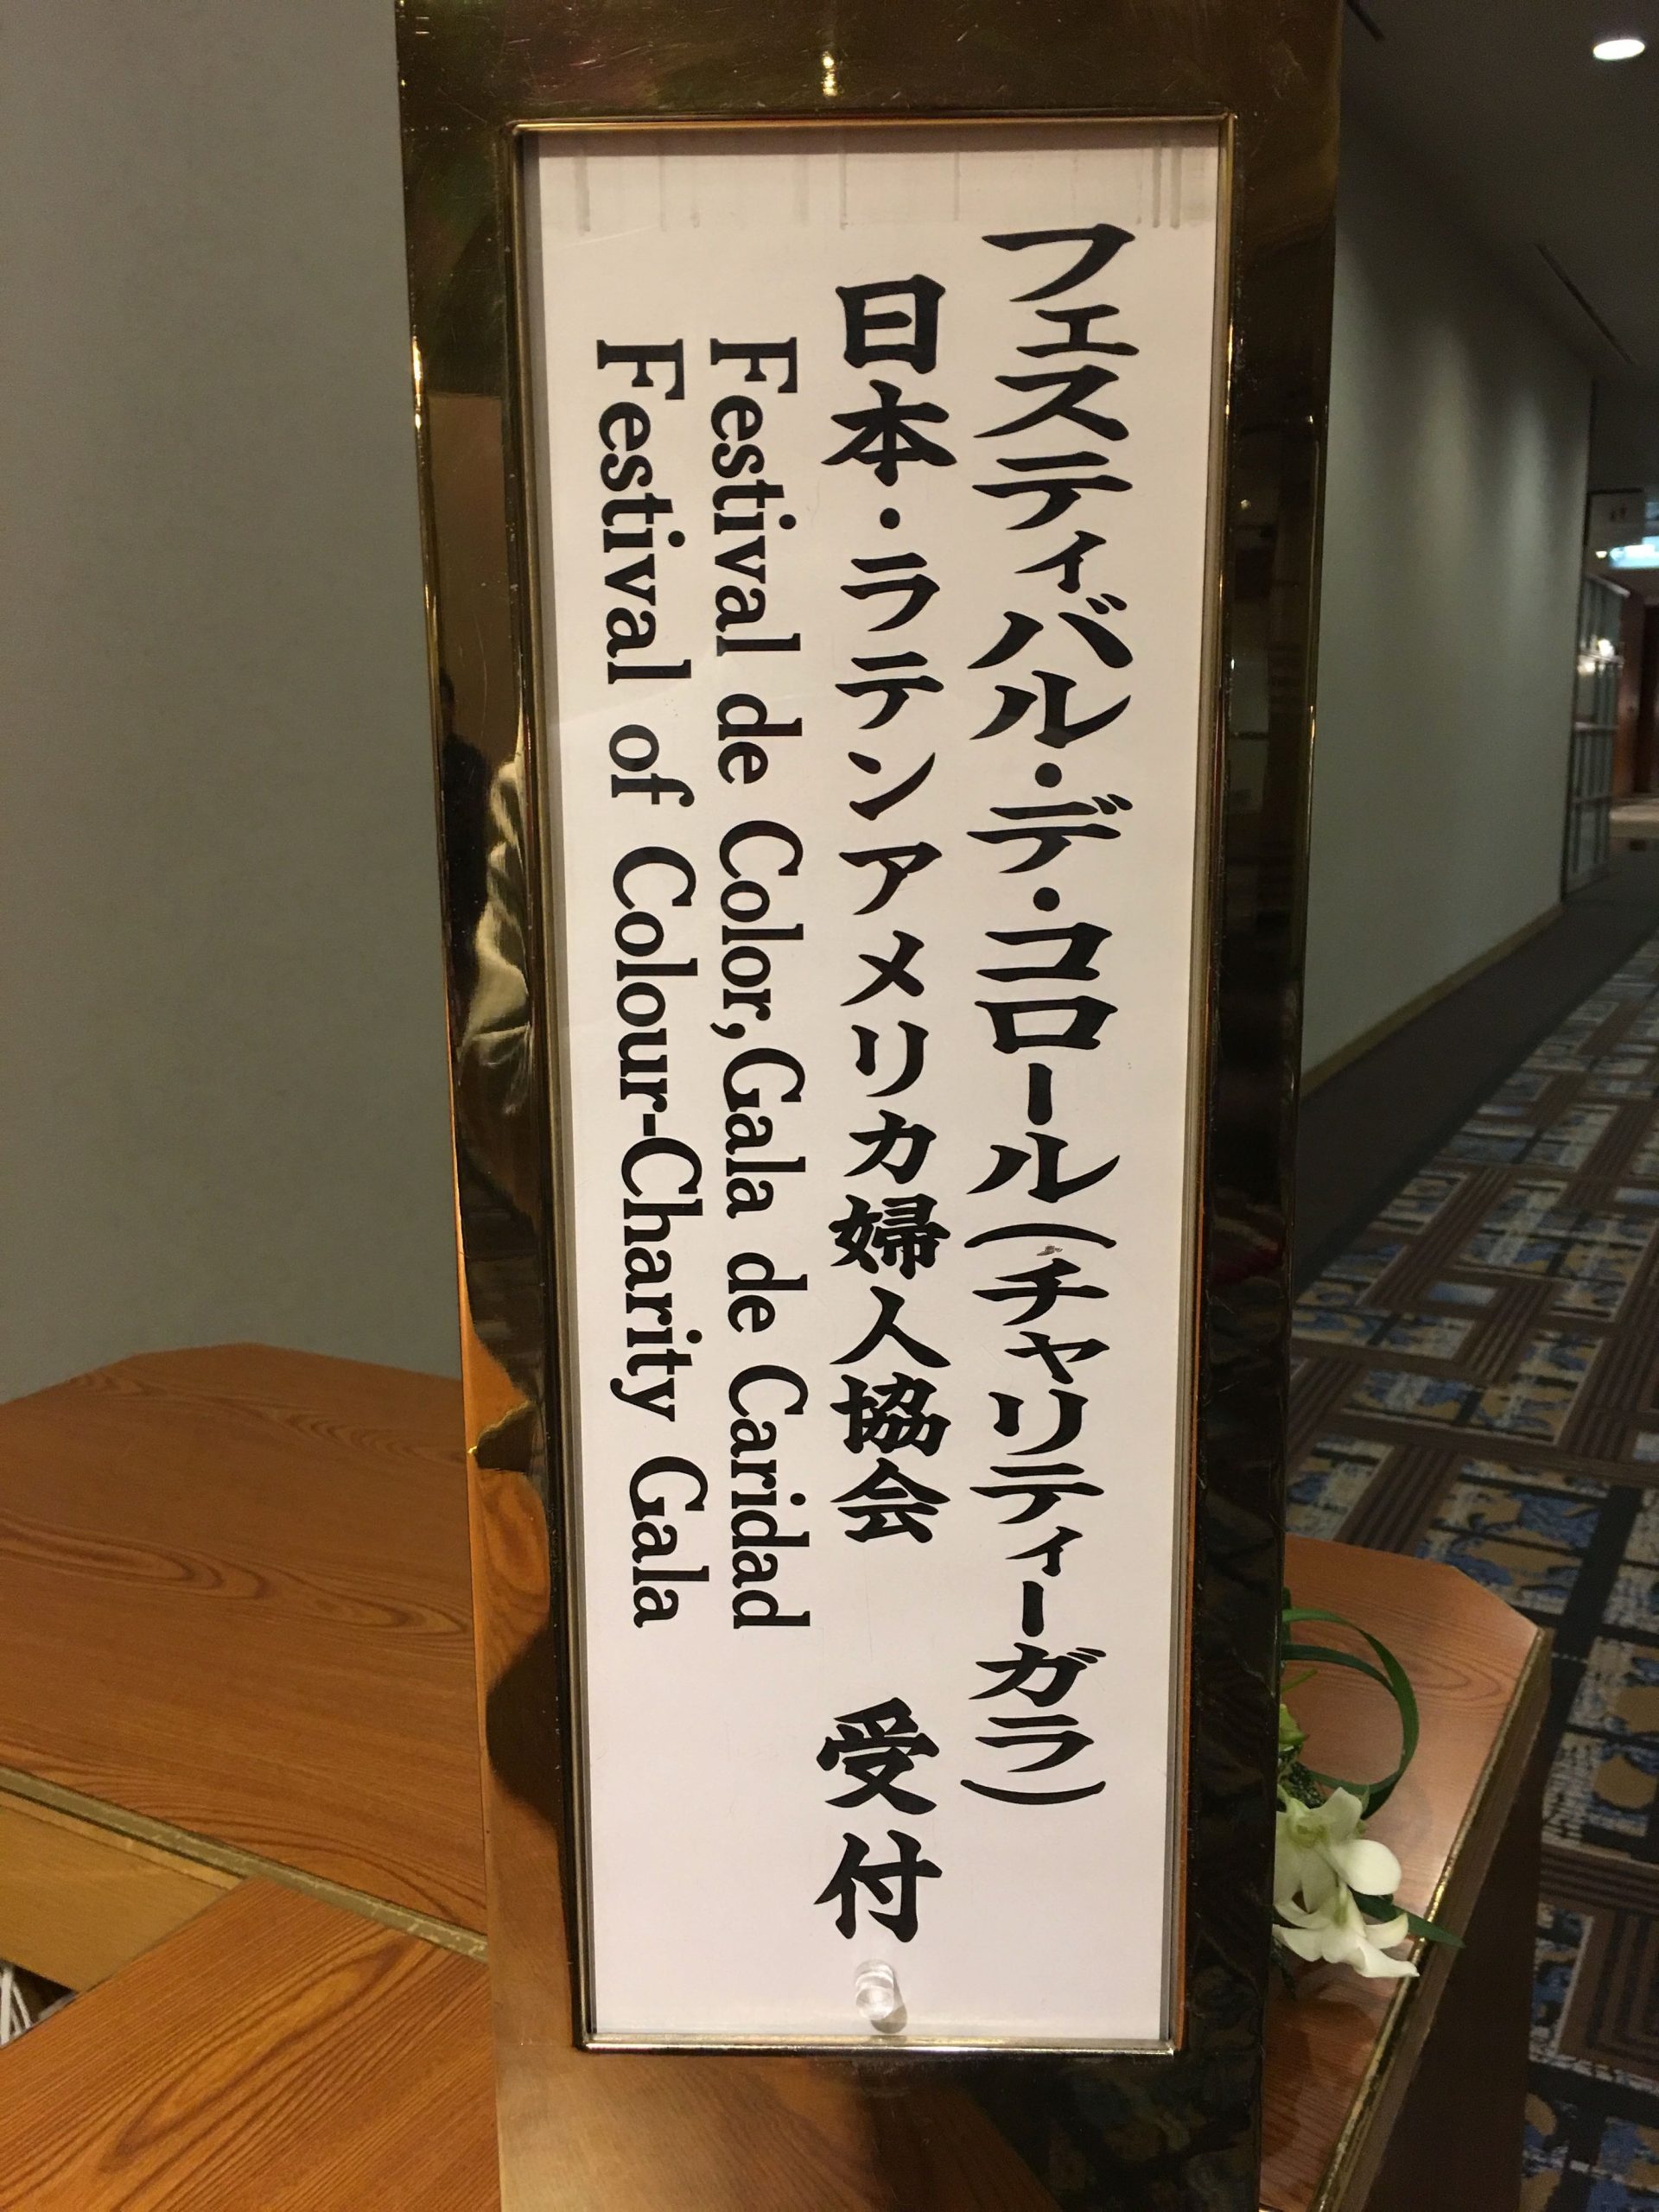 フェスティバル・デ・コロール(チャリティーガラ)
日本・ラテンアメリカ婦人協会 受付
Festival de Color,Gala de Caridad
Festival of Colour-Charity Gala